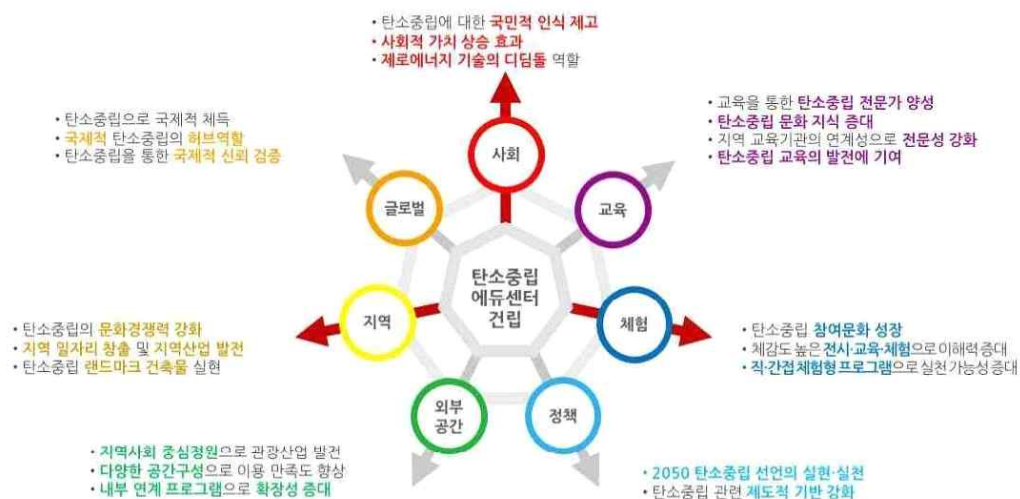 • 탄소중립에 대한 국민적 인식 제고
• 사회적 가치 상승 효과
• 제로에너지 기술의 디딤돌 역할
• 탄소중립으로 국제적 체득
• 국제적 탄소중립의 허브역할
• 탄소중립을 통한 국제적 신뢰 검증
• 교육을 통한 탄소중립 전문가 양성
• 탄소중립 문화 지식 증대
• 지역 교육기관의 연계성으로 전문성 강화
• 탄소중립 교육의 발전에 기여
사회
글로벌
교육
탄소중립
에듀센터
건립
지역
체험
• 탄소중립의 문화경쟁력 강화
• 지역 일자리 창출 및 지역산업 발전
• 탄소중립 랜드마크 건축물 실현
• 탄소중립 참여문화 성장
• 체감도 높은 전시·교육·체험으로 이해력 증대
• 직·간접 체험형 프로그램으로 실천 가능성 증대
외부
공간
정책
• 지역사회 중심정원으로 관광산업 발전
• 다양한 공간구성으로 이용 만족도 향상
• 내부 연계 프로그램으로 확장성 증대
• 2050 탄소중립 선언의 실현·실천
• 탄소중립 관련 제도적 기반 강화